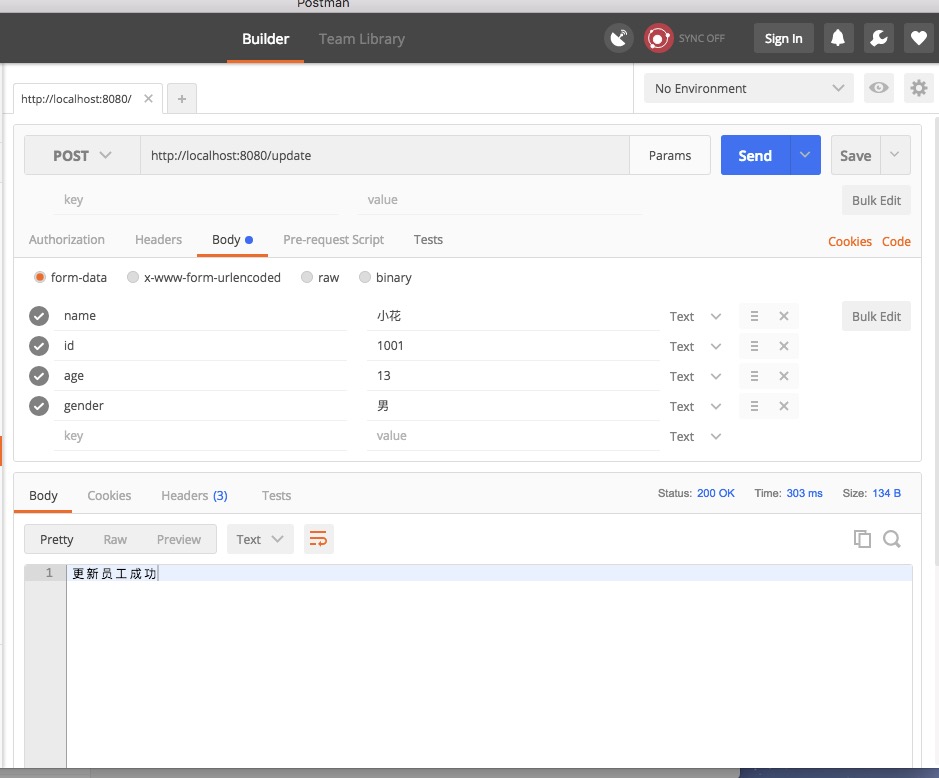 Postman
Builder Team Library SYNC OFF Sign In
http://localhost:8080/ No Environment
POST http://localhost:8080/update Params Send Save
key value Bulk Edit
Authorization Headers Body Pre-request Script Tests Cookies Code
form-data x-www-form-urlencoded raw binary
name 小花 Text Bulk Edit
id 1001 Text
age 13 Text
gender 男 Text
key value Text
Body Cookies Headers (3) Tests Status: 200 OK Time: 303 ms Size: 134 B
Pretty Raw Preview Text
1 更新员工成功